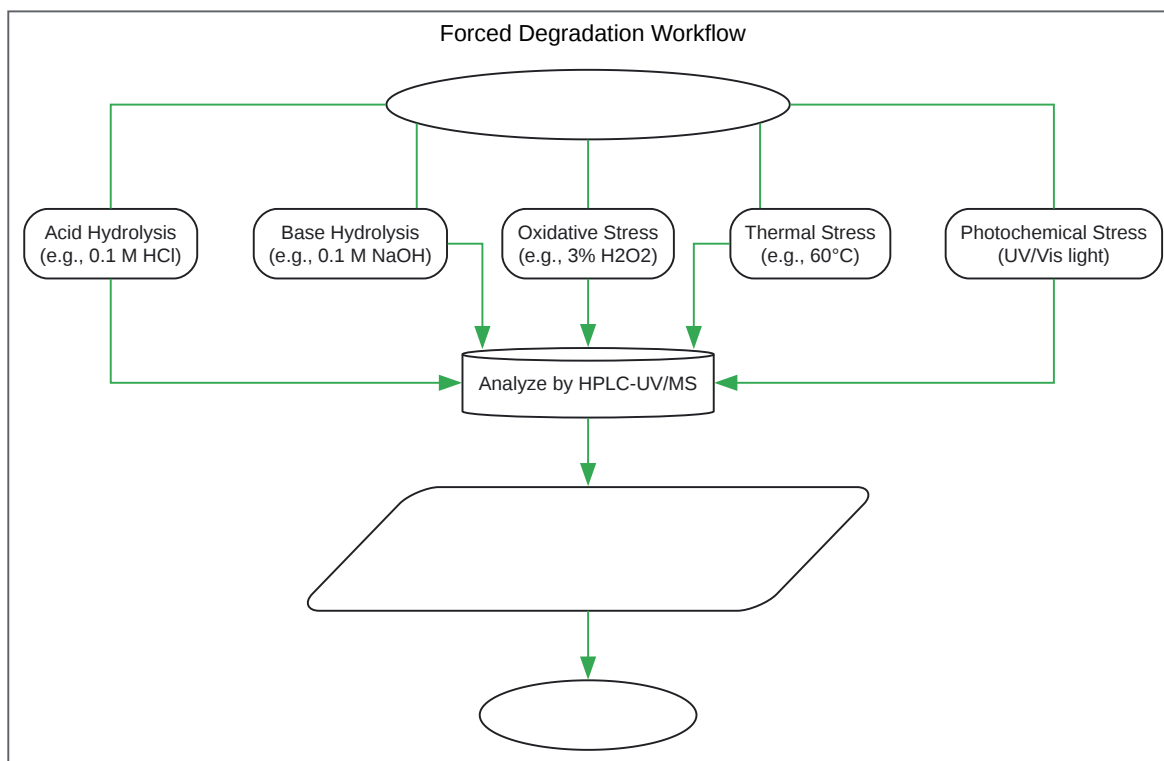 Forced Degradation Workflow
Acid Hydrolysis
(e.g., 0.1 M HCl)
Base Hydrolysis
(e.g., 0.1 M NaOH)
Oxidative Stress
(e.g., 3% H2O2)
Thermal Stress
(e.g., 60°C)
Photochemical Stress
(UV/Vis light)
Analyze by HPLC-UV/MS